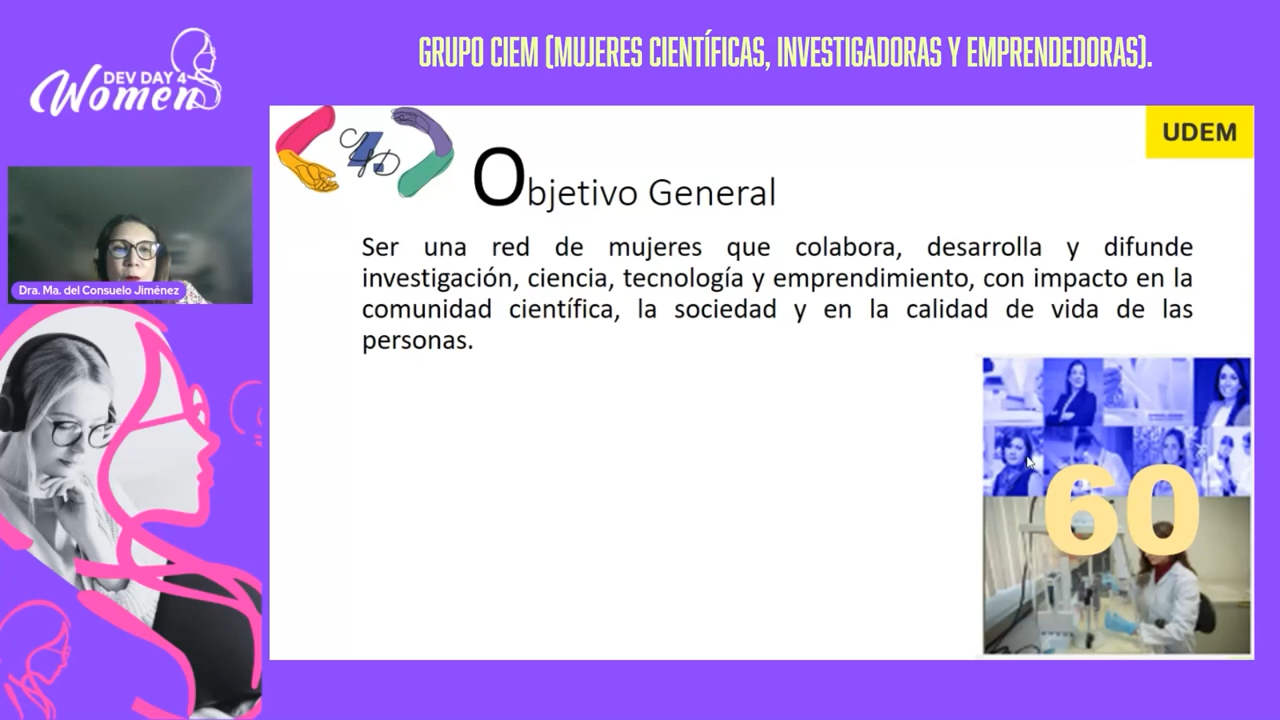 DEV DAY 4
Women
GRUPO CIEM (MUJERES CIENTÍFICAS, INVESTIGADORAS Y EMPRENDEDORAS).
UDEM
Objetivo General
Ser una red de mujeres que colabora, desarrolla y difunde
investigación, ciencia, tecnología y emprendimiento, con impacto en la
comunidad científica, la sociedad y en la calidad de vida de las
personas.
Dra. Ma. del Consuelo Jiménez
60